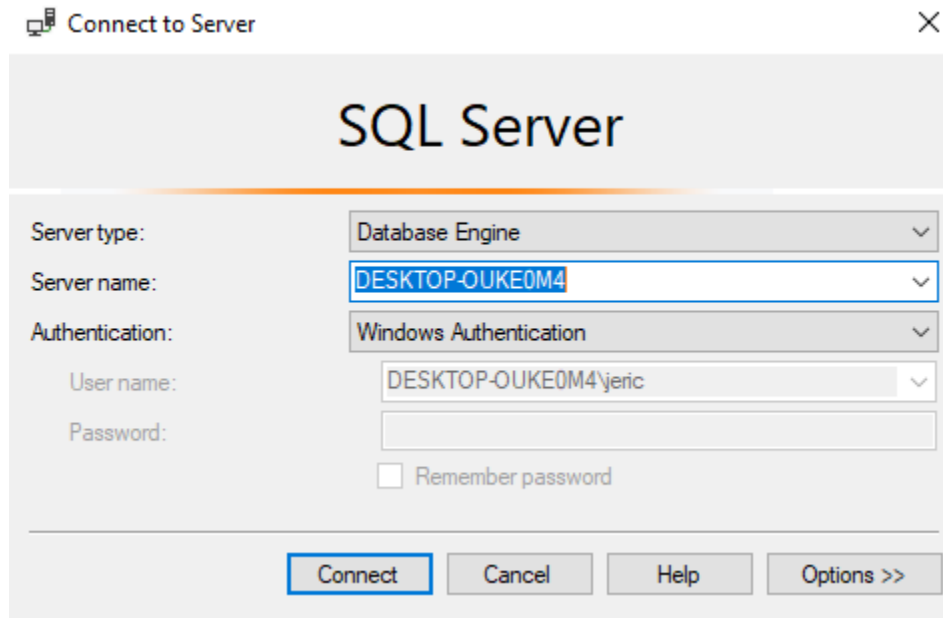 Connect to Server
SQL Server
Server type: Database Engine
Server name: DESKTOP-OUKE0M4
Authentication: Windows Authentication
User name: DESKTOP-OUKE0M4\jeric
Password:
Remember password
Connect Cancel Help Options >>